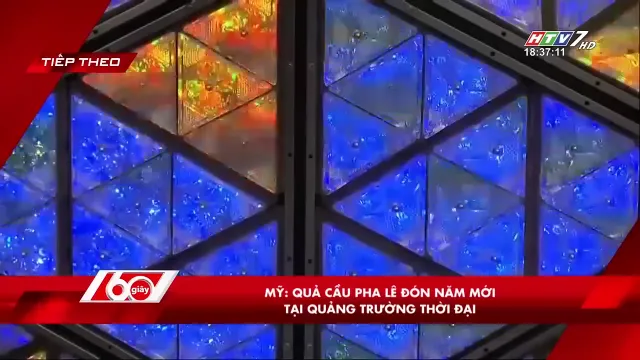 TIẾP THEO
HTV7 HD
18:37:11
60 giây
MỸ: QUẢ CẦU PHA LÊ ĐÓN NĂM MỚI
TẠI QUẢNG TRƯỜNG THỜI ĐẠI